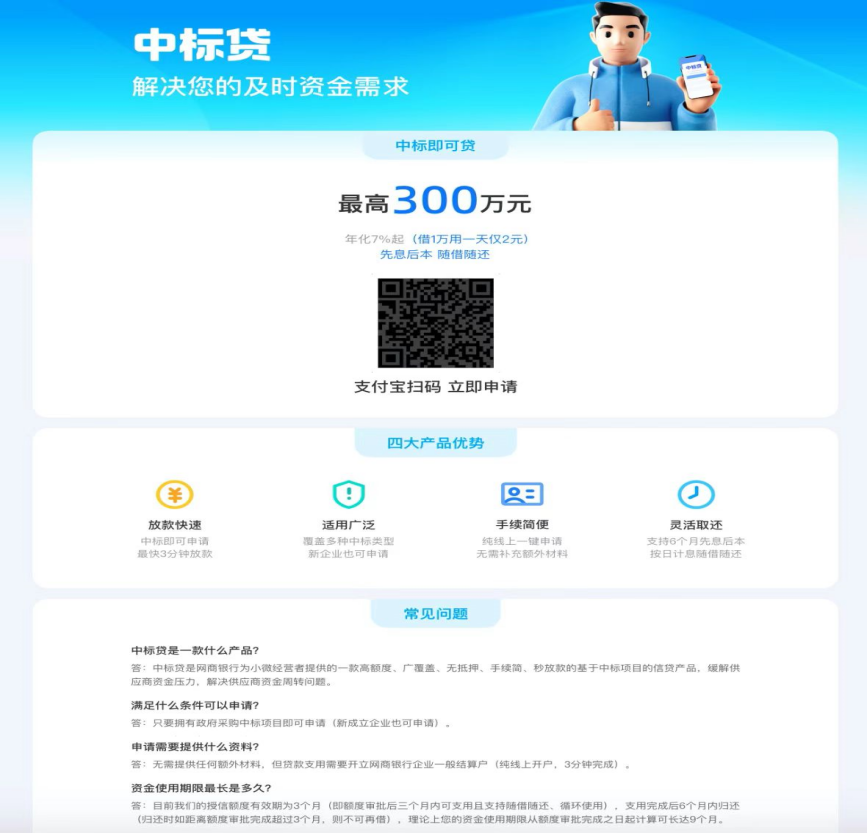 中标贷
解决您的及时资金需求
中标贷
中标即可贷
最高300万元
年化7%起（借1万用一天仅2元）
先息后本 随借随还
支付宝扫码 立即申请
四大产品优势
放款快速
中标即可申请
最快3分钟放款
适用广泛
覆盖多种中标类型
新企业也可申请
手续简便
纯线上一键申请
无需补充额外材料
灵活取还
支持6个月先息后本
按日计息随借随还
常见问题
中标贷是一款什么产品?
答：中标贷是网商银行为小微经营者提供的一款高额度、广覆盖、无抵押、手续简、秒放款的基于中标项目的信贷产品，缓解供
应商资金压力，解决供应商资金周转问题。
满足什么条件可以申请?
答：只要拥有政府采购中标项目即可申请（新成立企业也可申请）。
申请需要提供什么资料?
答：无需提供任何额外材料，但贷款支用需要开立网商银行企业一般结算户（纯线上开户，3分钟完成）。
资金使用期限最长是多久?
答：目前我们的授信额度有效期为3个月（即额度审批后三个月内可支用且支持随借随还、循环使用），支用完成后6个月内归还
（归还时如距离额度审批完成超过3个月，则不可再借），理论上您的资金使用期限从额度审批完成之日起计算可长达9个月。